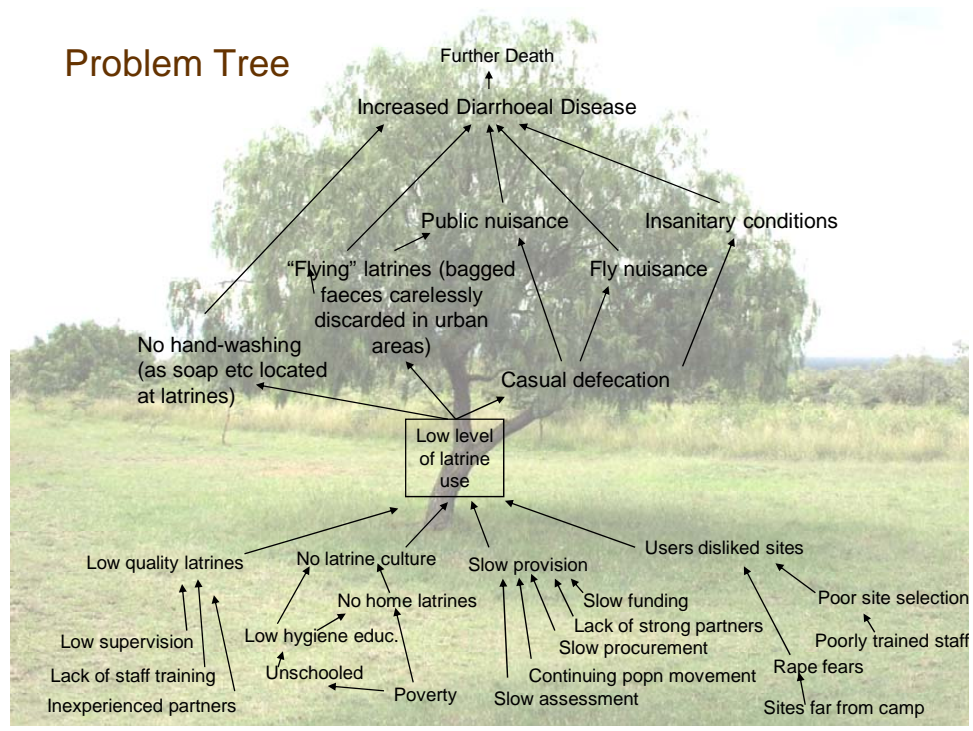 Problem Tree
Further Death
Increased Diarrhoeal Disease
Public nuisance
Insanitary conditions
“Flying” latrines (bagged
faeces carelessly
discarded in urban
areas)
Fly nuisance
No hand-washing
(as soap etc located
at latrines)
Casual defecation
Low level
of latrine
use
Low quality latrines
No latrine culture
Slow provision
Users disliked sites
No home latrines
Slow funding
Poor site selection
Low supervision
Low hygiene educ.
Lack of strong partners
Poorly trained staff
Slow procurement
Lack of staff training
Unschooled
Continuing popn movement
Rape fears
Inexperienced partners
Poverty
Slow assessment
Sites far from camp